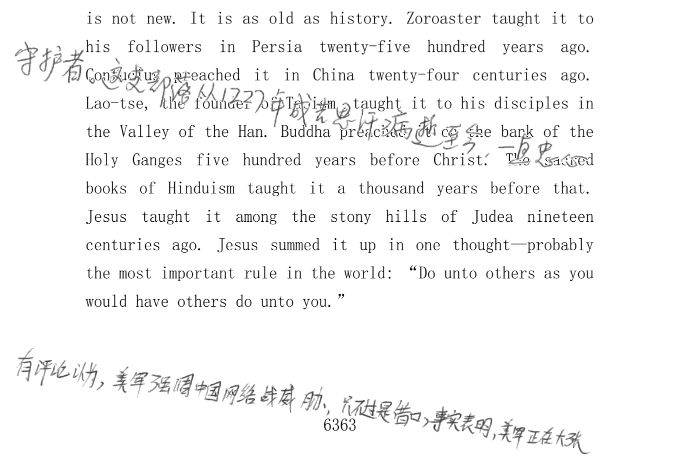 is not new. It is as old as history. Zoroaster taught it to
his followers in Persia twenty-five hundred years ago.
守护者。这支部落从1227年成吉思汗病逝至今,一直忠心
Confucius preached it in China twenty-four centuries ago.
Lao-tse, the founder of Taoism, taught it to his disciples in
the Valley of the Han. Buddha preached it on the bank of the
Holy Ganges five hundred years before Christ. The sacred
books of Hinduism taught it a thousand years before that.
Jesus taught it among the stony hills of Judea nineteen
centuries ago. Jesus summed it up in one thought—probably
the most important rule in the world: “Do unto others as you
would have others do unto you.”
有评论认为,美军强调中国网络战威胁,只不过是借口,事实表明,美军正在大张
6363